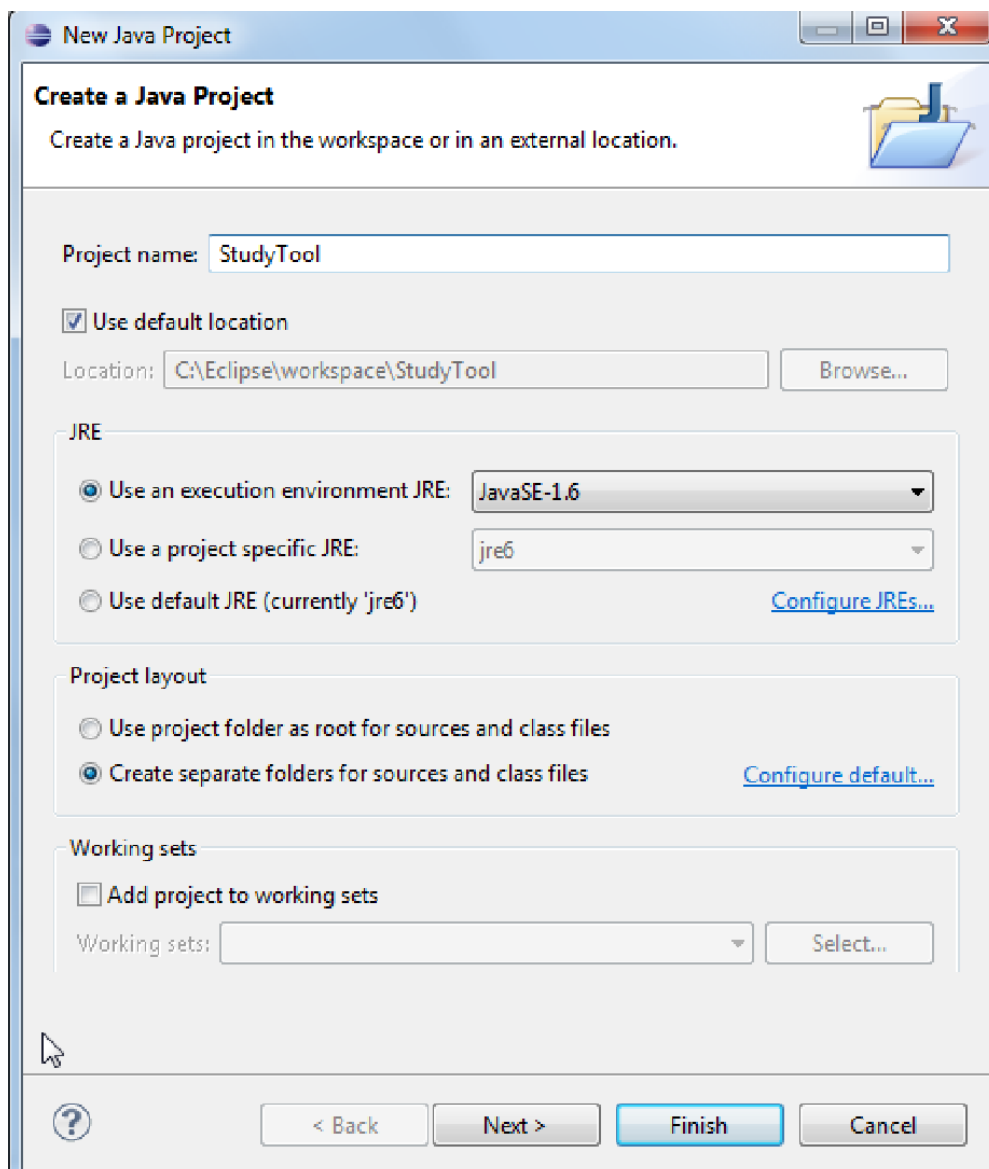 New Java Project
Create a Java Project
Create a Java project in the workspace or in an external location.
Project name: StudyTool
Use default location
Location: C:\Eclipse\workspace\StudyTool Browse...
JRE
Use an execution environment JRE: JavaSE-1.6
Use a project specific JRE: jre6
Use default JRE (currently 'jre6') Configure JREs...
Project layout
Use project folder as root for sources and class files
Create separate folders for sources and class files Configure default...
Working sets
Add project to working sets
Working sets: Select...
? < Back Next > Finish Cancel